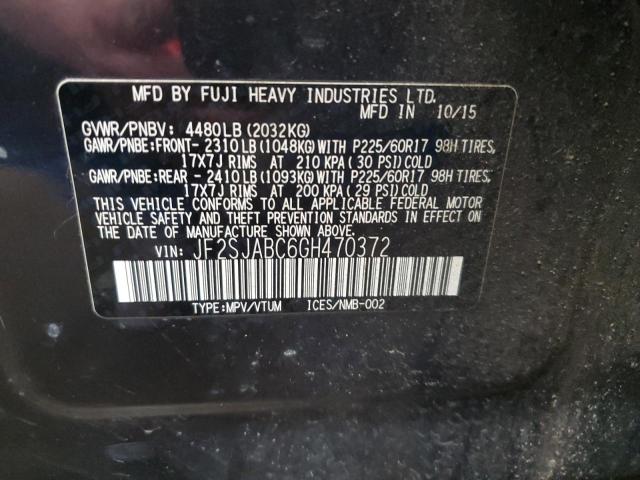 MFD BY FUJI HEAVY INDUSTRIES LTD.
MFD IN 10/15
GVWR/PNBV: 4480LB(2032KG)
GAWR/PNBE:FRONT- 2310LB(1048KG)WITH P225/60R17 98H TIRES,
17X7J RIMS AT 210 KPA(30 PSI)COLD
GAWR/PNBE:REAR - 2410LB(1093KG)WITH P225/60R17 98H TIRES,
17X7J RIMS AT 200 KPA(29 PSI)COLD
THIS VEHICLE CONFORMS TO ALL APPLICABLE FEDERAL MOTOR
VEHICLE SAFETY AND THEFT PREVENTION STANDARDS IN EFFECT ON
THE DATE OF MANUFACTURE SHOWN ABOVE.
VIN: JF2SJABC6GH470372
TYPE:MPV/VTUM ICES/NMB-002